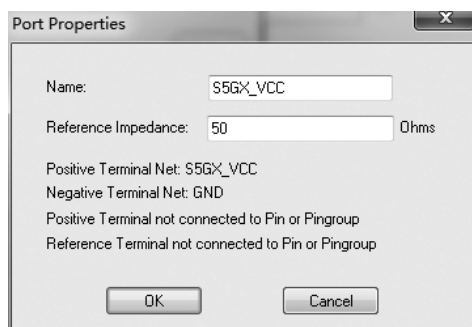 Port Properties
x
Name: S5GX_VCC
Reference Impedance: 50 Ohms
Positive Terminal Net: S5GX_VCC
Negative Terminal Net: GND
Positive Terminal not connected to Pin or Pingroup
Reference Terminal not connected to Pin or Pingroup
OK Cancel